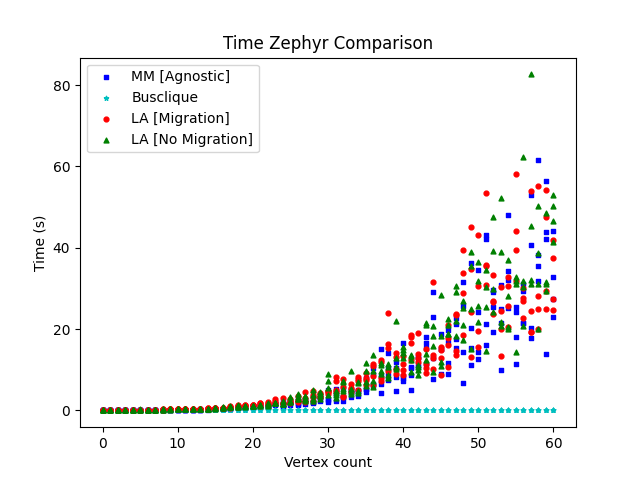 Time Zephyr Comparison
MM [Agnostic]
Busclique
LA [Migration]
LA [No Migration]
Time (s)
80
60
40
20
0
0 10 20 30 40 50 60
Vertex count